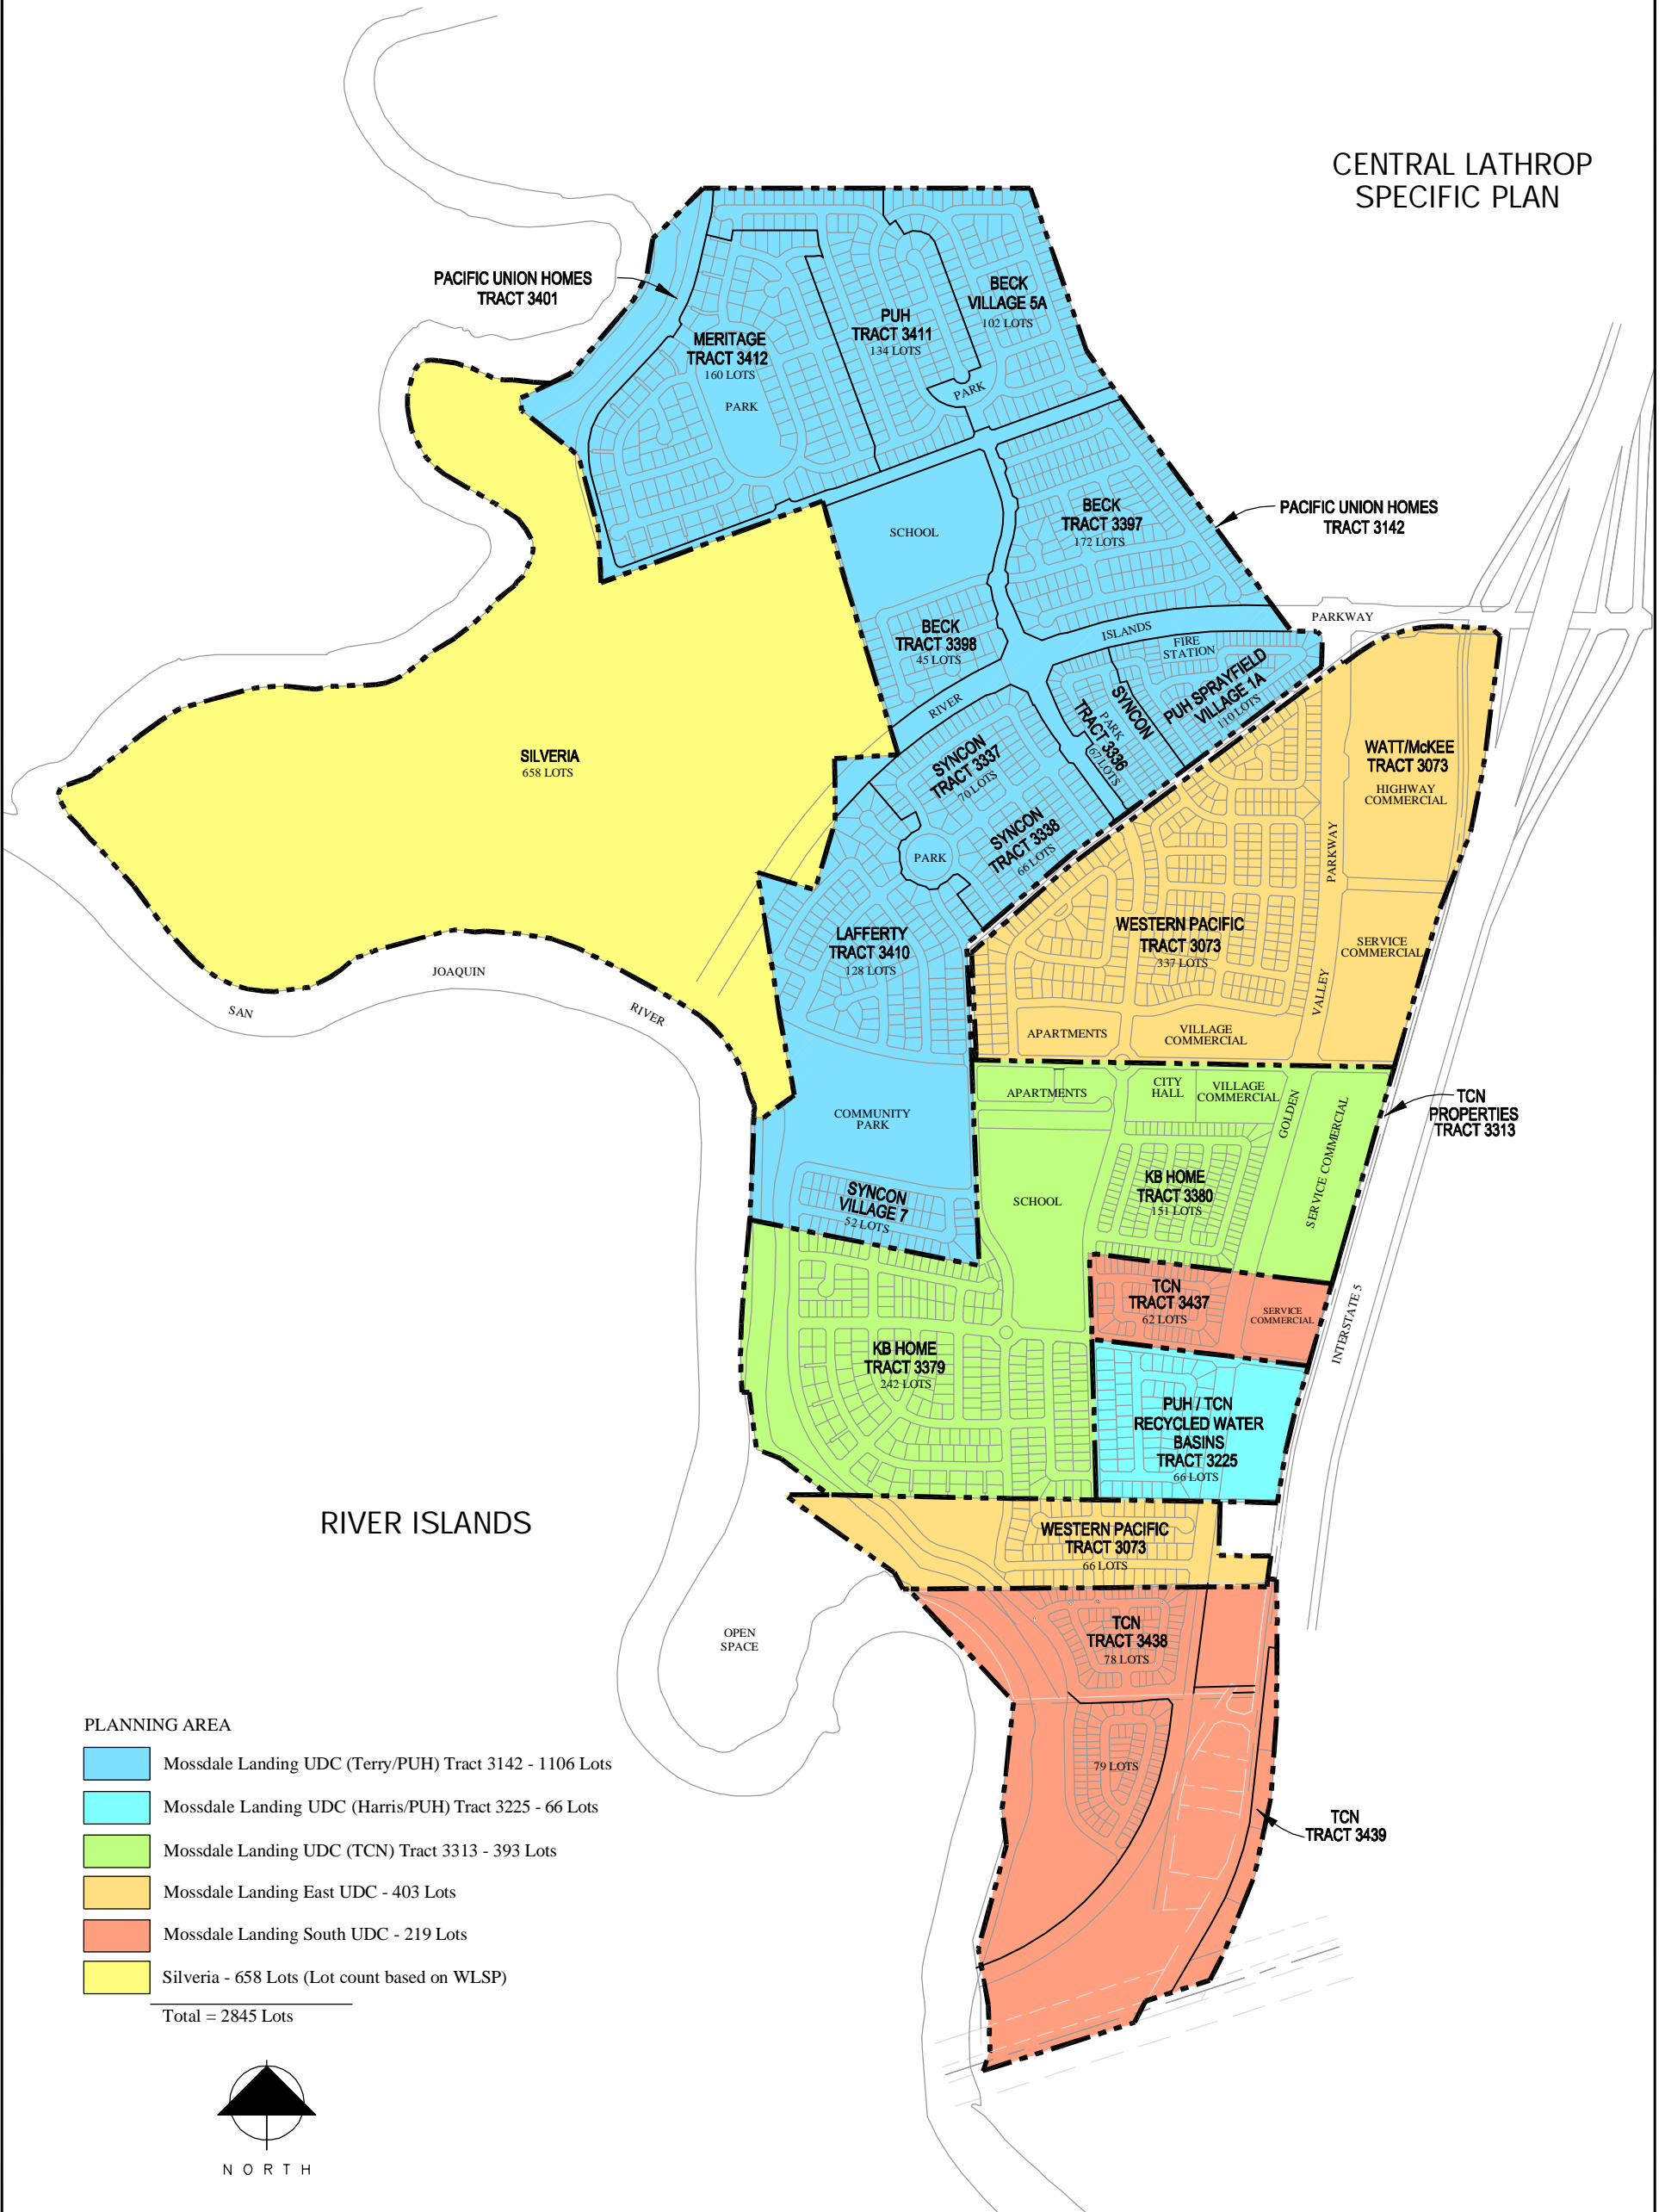 CENTRAL LATHROP
SPECIFIC PLAN
PACIFIC UNION HOMES
TRACT 3401
BECK
VILLAGE 5A
102 LOTS
PUH
TRACT 3411
134 LOTS
MERITAGE
TRACT 3412
160 LOTS
PARK
PARK
BECK
TRACT 3397
172 LOTS
PACIFIC UNION HOMES
TRACT 3142
SCHOOL
PARKWAY
ISLANDS
FIRE
STATION
BECK
TRACT 3398
45 LOTS
RIVER
PUH SPRAYFIELD
VILLAGE 1A
110 LOTS
SYNCON
PARK
TRACT 3336
67 LOTS
SILVERIA
658 LOTS
SYNCON
TRACT 3337
70 LOTS
WATT/McKEE
TRACT 3073
HIGHWAY
COMMERCIAL
SYNCON
TRACT 3338
66 LOTS
PARK
PARKWAY
WESTERN PACIFIC
TRACT 3073
337 LOTS
LAFFERTY
TRACT 3410
128 LOTS
SERVICE
COMMERCIAL
JOAQUIN
SAN
RIVER
VALLEY
APARTMENTS
VILLAGE
COMMERCIAL
APARTMENTS
CITY
HALL
VILLAGE
COMMERCIAL
GOLDEN
TCN
PROPERTIES
TRACT 3313
COMMUNITY
PARK
SERVICE COMMERCIAL
KB HOME
TRACT 3380
151 LOTS
SCHOOL
SYNCON
VILLAGE 7
52 LOTS
TCN
TRACT 3437
62 LOTS
SERVICE
COMMERCIAL
INTERSTATE 5
KB HOME
TRACT 3379
242 LOTS
PUH / TCN
RECYCLED WATER
BASINS
TRACT 3225
66 LOTS
RIVER ISLANDS
WESTERN PACIFIC
TRACT 3073
66 LOTS
OPEN
SPACE
TCN
TRACT 3438
78 LOTS
79 LOTS
TCN
TRACT 3439
PLANNING AREA
Mossdale Landing UDC (Terry/PUH) Tract 3142 - 1106 Lots
Mossdale Landing UDC (Harris/PUH) Tract 3225 - 66 Lots
Mossdale Landing UDC (TCN) Tract 3313 - 393 Lots
Mossdale Landing East UDC - 403 Lots
Mossdale Landing South UDC - 219 Lots
Silveria - 658 Lots (Lot count based on WLSP)
Total = 2845 Lots
NORTH